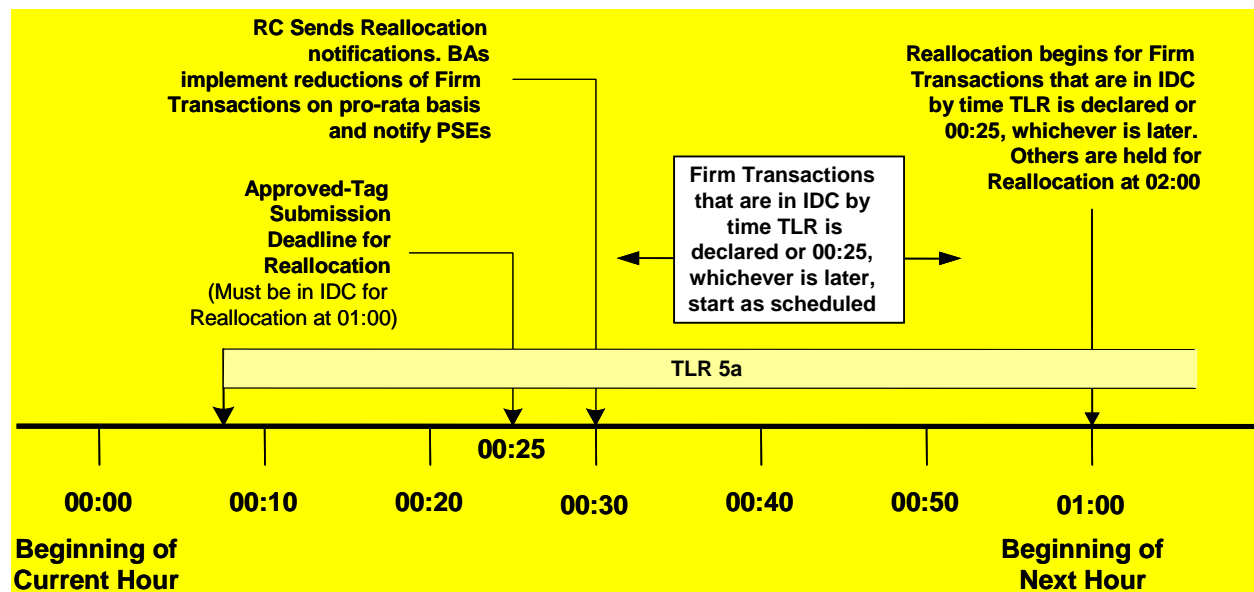 RC Sends Reallocation
notifications. BAs
implement reductions of Firm
Transactions on pro-rata basis
and notify PSEs
Reallocation begins for Firm
Transactions that are in IDC
by time TLR is declared or
00:25, whichever is later.
Others are held for
Reallocation at 02:00
Approved-Tag
Submission
Deadline for
Reallocation
(Must be in IDC for
Reallocation at 01:00)
Firm Transactions
that are in IDC by
time TLR is
declared or 00:25,
whichever is later,
start as scheduled
TLR 5a
00:25
00:00
00:10
00:20
00:30
00:40
00:50
01:00
Beginning of
Current Hour
Beginning of
Next Hour